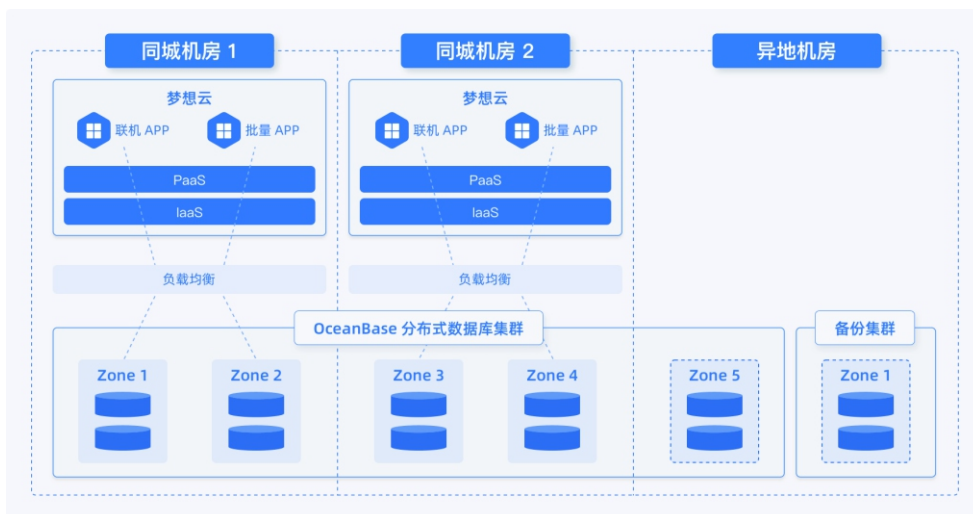 同城机房 1
同城机房 2
异地机房
梦想云
梦想云
联机 APP
批量 APP
联机 APP
批量 APP
PaaS
PaaS
IaaS
IaaS
负载均衡
负载均衡
OceanBase 分布式数据库集群
备份集群
Zone 1
Zone 2
Zone 3
Zone 4
Zone 5
Zone 1